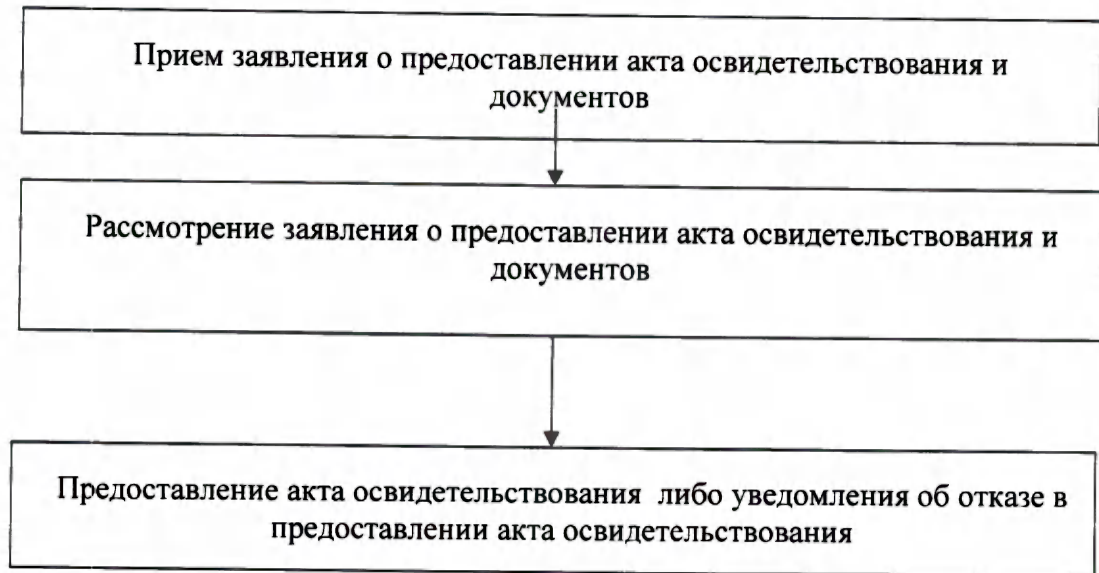 Прием заявления о предоставлении акта освидетельствования и
документов
Рассмотрение заявления о предоставлении акта освидетельствования и
документов
Предоставление акта освидетельствования либо уведомления об отказе в
предоставлении акта освидетельствования